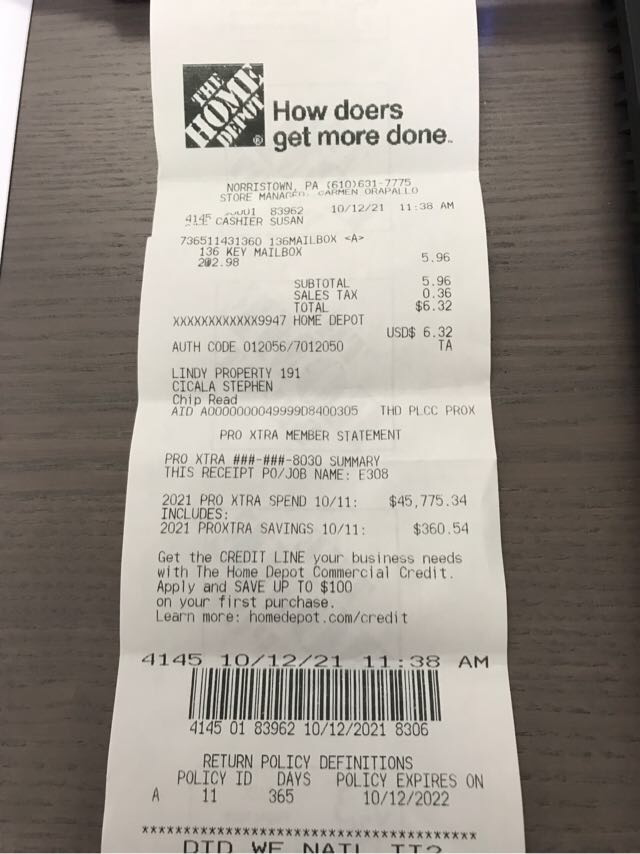 THE
HOME
DEPOT
How doers
get more done.
NORRISTOWN, PA (610)631-7775
STORE MANAGER: CARMEN ORAPALLO
4145 83962 10/12/21 11:38 AM
CASHIER SUSAN
736511431360 136MAILBOX <A>
136 KEY MAILBOX
2@2.98 5.96
SUBTOTAL 5.96
SALES TAX 0.36
TOTAL $6.32
XXXXXXXXXXXX9947 HOME DEPOT
USD$ 6.32
AUTH CODE 012056/7012050 TA
LINDY PROPERTY 191
CICALA STEPHEN
Chip Read
AID A0000000049999D8400305 THD PLCC PROX
PRO XTRA MEMBER STATEMENT
PRO XTRA ###-###-8030 SUMMARY
THIS RECEIPT PO/JOB NAME: E308
2021 PRO XTRA SPEND 10/11: $45,775.34
INCLUDES:
2021 PROXTRA SAVINGS 10/11: $360.54
Get the CREDIT LINE your business needs
with The Home Depot Commercial Credit.
Apply and SAVE UP TO $100
on your first purchase.
Learn more: homedepot.com/credit
4145 10/12/21 11:38 AM
4145 01 83962 10/12/2021 8306
RETURN POLICY DEFINITIONS
POLICY ID DAYS POLICY EXPIRES ON
A 11 365 10/12/2022
****************************************
DID WE NAIL IT?